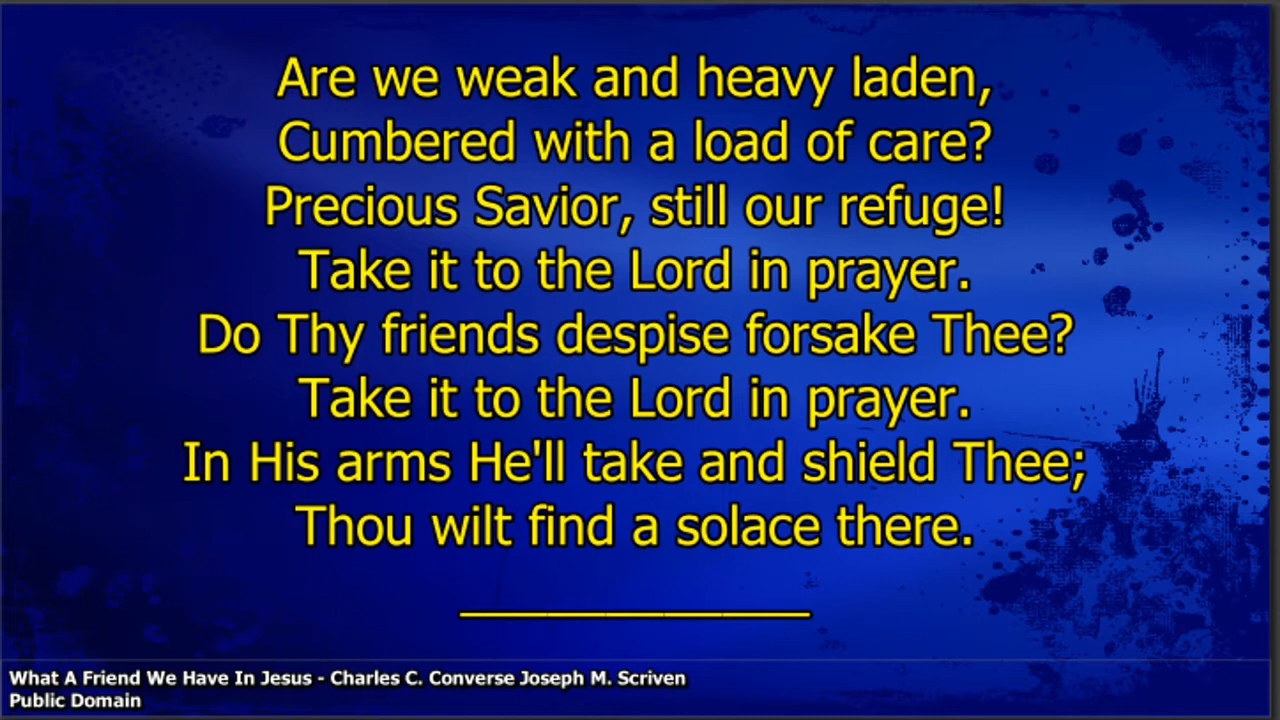 Are we weak and heavy laden,
Cumbered with a load of care?
Precious Savior, still our refuge!
Take it to the Lord in prayer.
Do Thy friends despise forsake Thee?
Take it to the Lord in prayer.
In His arms He'll take and shield Thee;
Thou wilt find a solace there.
What A Friend We Have In Jesus - Charles C. Converse Joseph M. Scriven
Public Domain